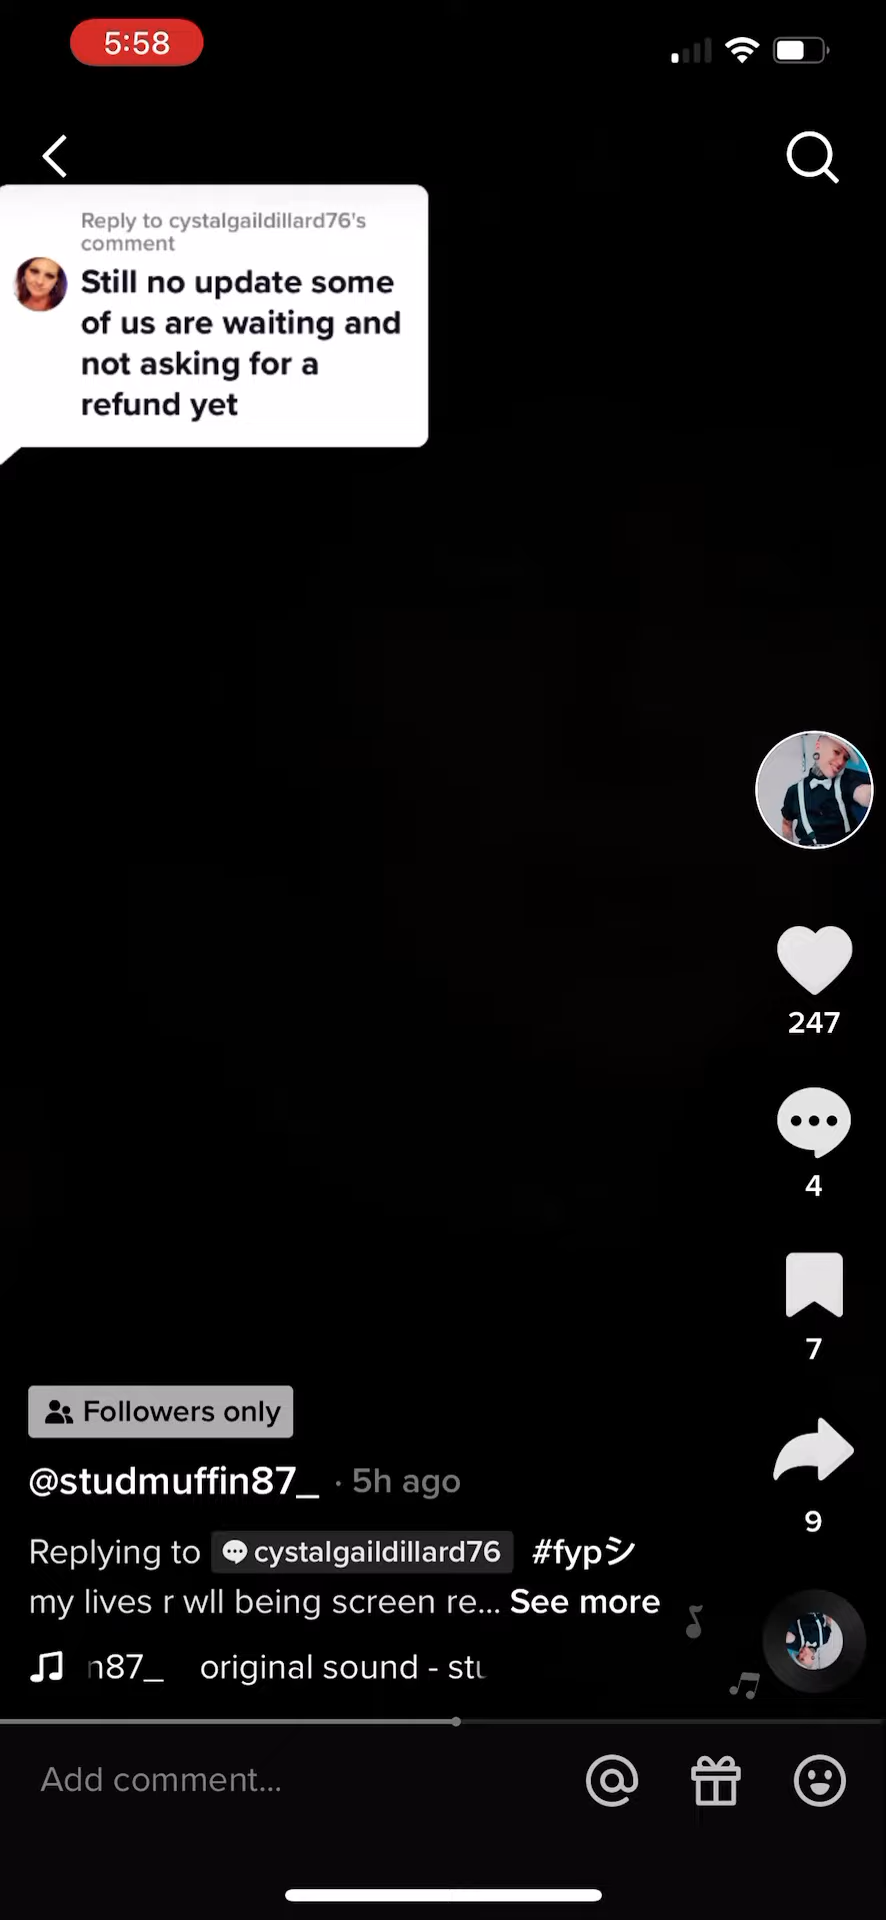 5:58
Reply to cystalgaildillard76's
comment
Still no update some
of us are waiting and
not asking for a
refund yet
247
4
7
Followers only
@studmuffin87_ · 5h ago
9
Replying to cystalgaildillard76 #fypシ
my lives r wll being screen re... See more
n87_ original sound - stu
Add comment...